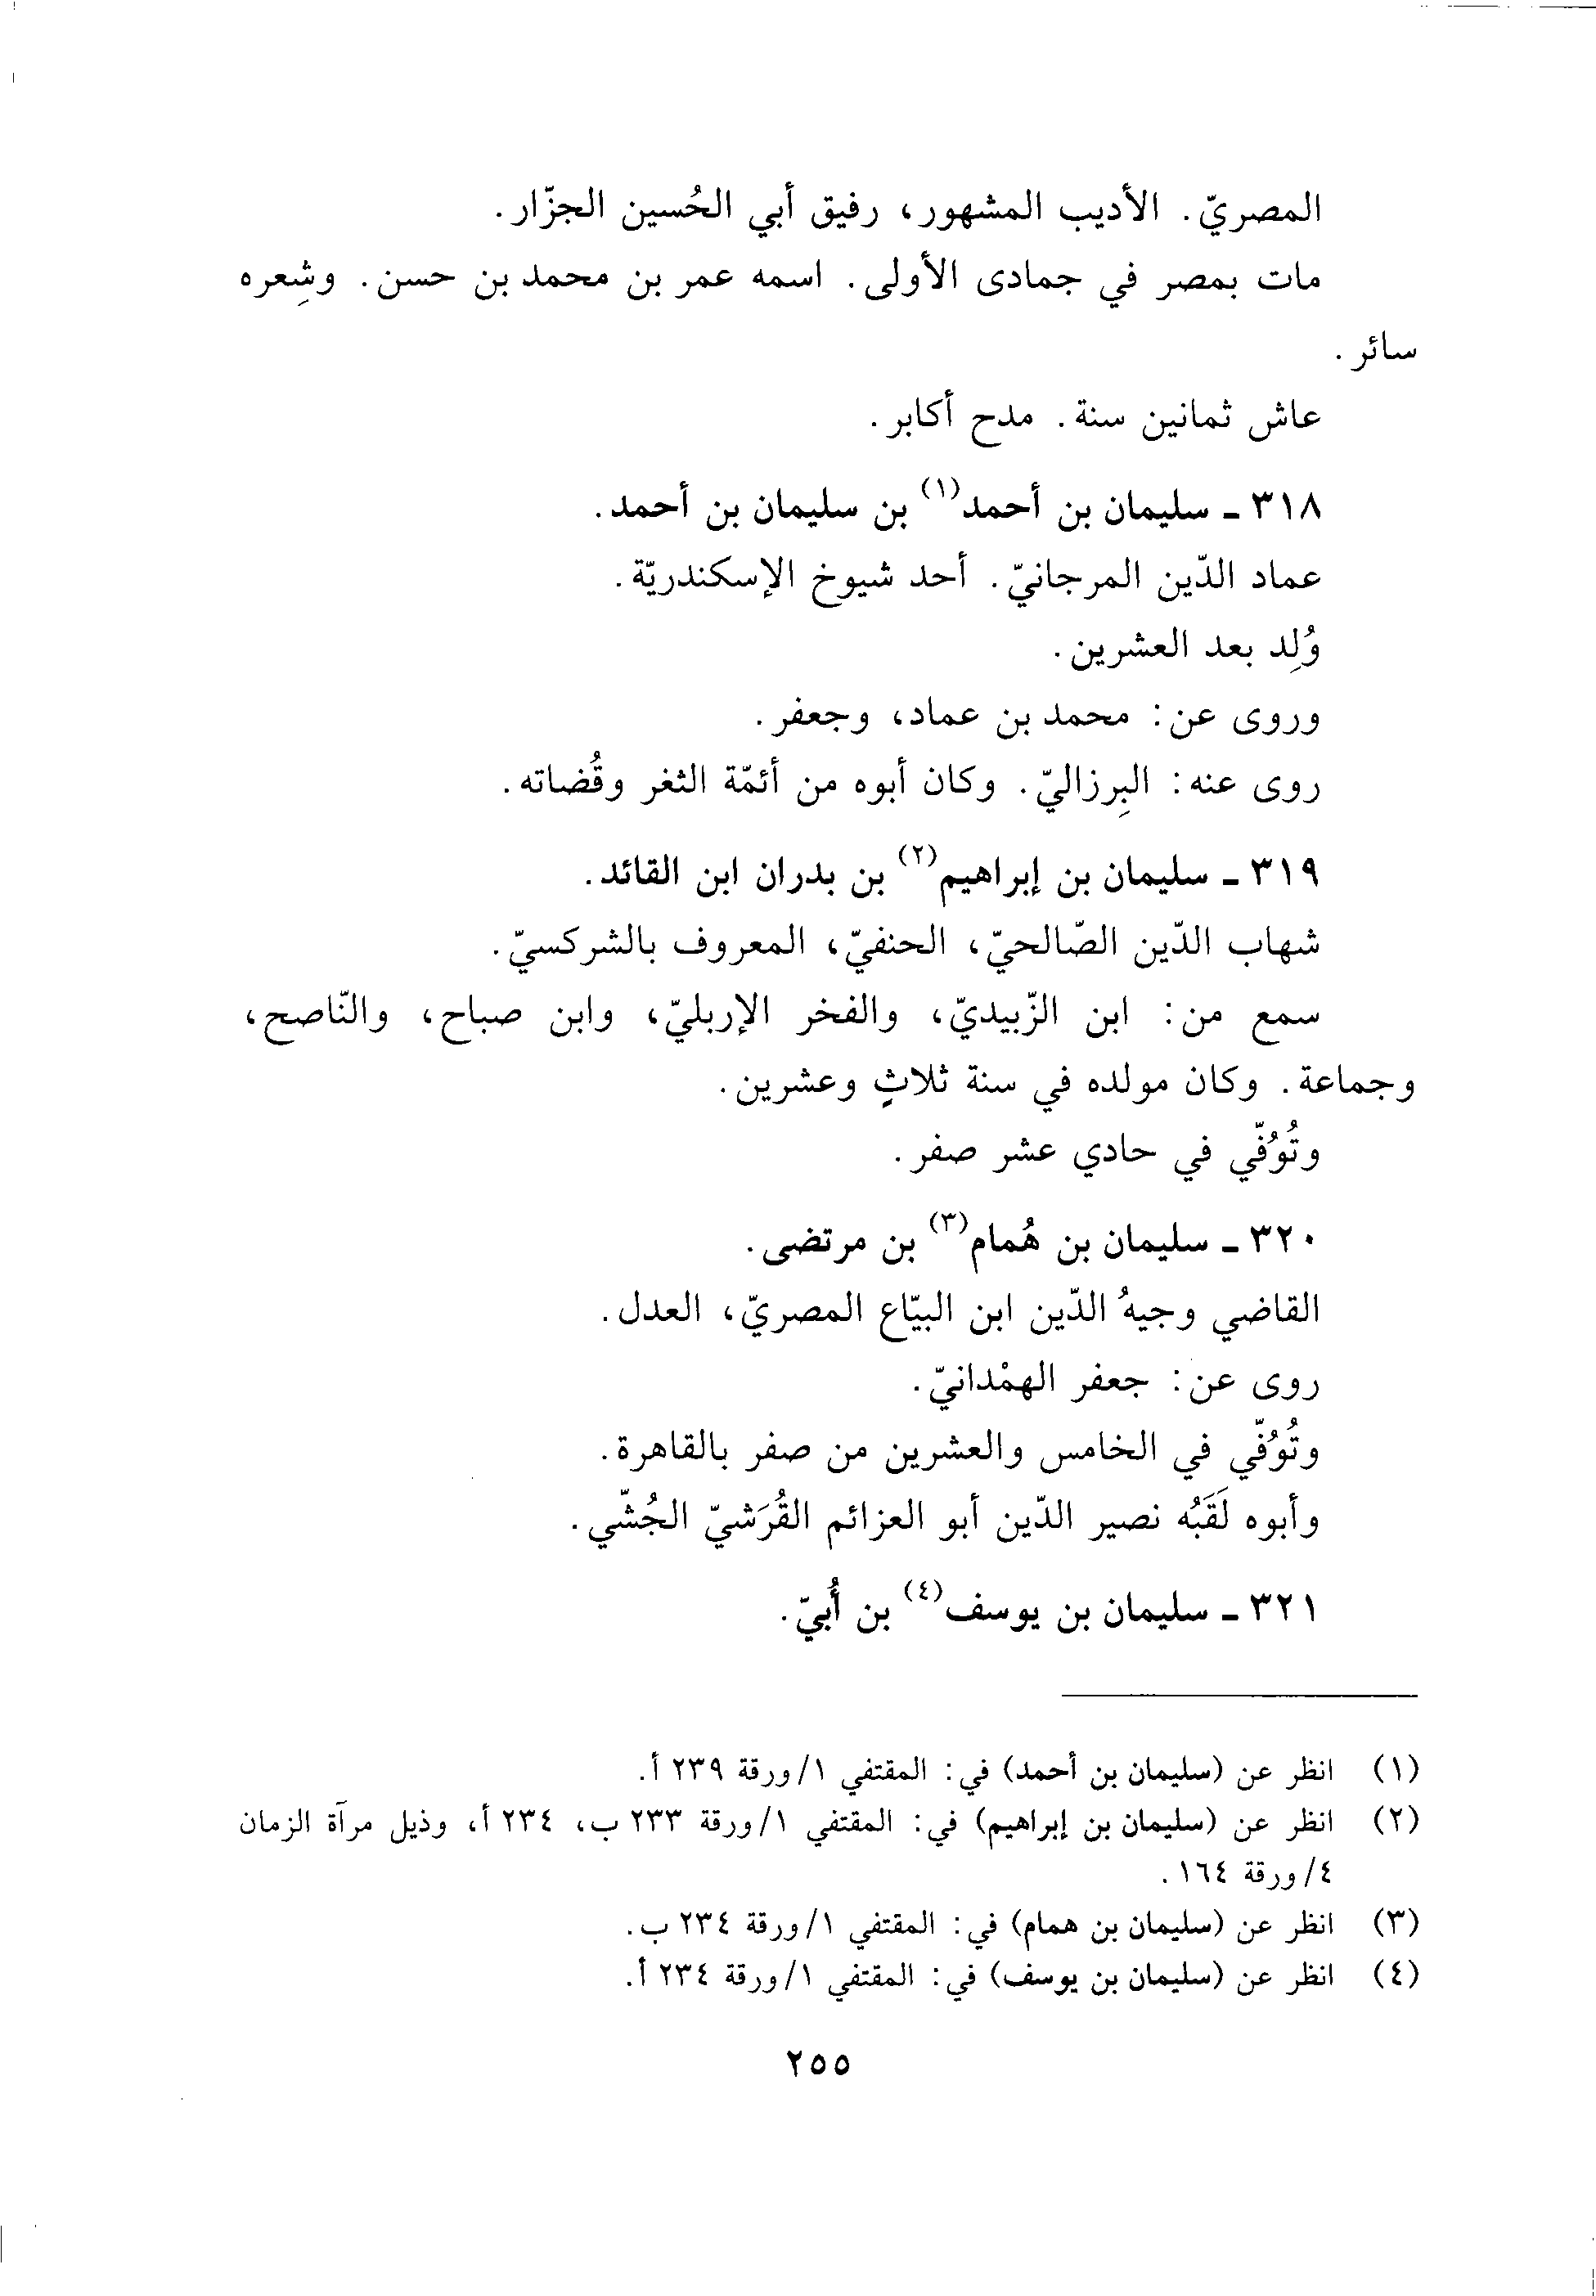 المصريّ. الأديب المشهور، رفيق أبي الحُسين الجزّار.
مات بمصر في جمادى الأولى. اسمه عمر بن محمد بن حسن. وشِعره
سائر.
عاش ثمانين سنة. مدح أكابر.
٣١٨ ـ سليمان بن أحمد(١) بن سليمان بن أحمد.
عماد الدّين المرجانيّ. أحد شيوخ الإسكندريّة.
وُلِد بعد العشرين.
وروى عن: محمد بن عماد، وجعفر.
روى عنه: البِرزاليّ. وكان أبوه من أئمّة الثغر وقُضاته.
٣١٩ ـ سليمان بن إبراهيم(٢) بن بدران ابن القائد.
شهاب الدّين الصّالحيّ، الحنفيّ، المعروف بالشركسيّ.
سمع من: ابن الزّبيديّ، والفخر الإربليّ، وابن صباح، والنّاصح،
وجماعة. وكان مولده في سنة ثلاثٍ وعشرين.
وتُوُفّي في حادي عشر صفر.
٣٢٠ ـ سليمان بن هُمام(٣) بن مرتضى.
القاضي وجيهُ الدّين ابن البيّاع المصريّ، العدل.
روى عن: جعفر الهمْدانيّ.
وتُوُفّي في الخامس والعشرين من صفر بالقاهرة.
وأبوه لَقَبُه نصير الدّين أبو العزائم القُرَشيّ الجُشّي.
٣٢١ ـ سليمان بن يوسف(٤) بن أُبيّ.
(١) انظر عن (سليمان بن أحمد) في: المقتفي ١/ورقة ٢٣٩ أ.
(٢) انظر عن (سليمان بن إبراهيم) في: المقتفي ١/ورقة ٢٣٣ ب، ٢٣٤ أ، وذيل مرآة الزمان
٤/ورقة ١٦٤.
(٣) انظر عن (سليمان بن همام) في: المقتفي ١/ورقة ٢٣٤ ب.
(٤) انظر عن (سليمان بن يوسف) في: المقتفي ١/ورقة ٢٣٤ أ.
٢٥٥